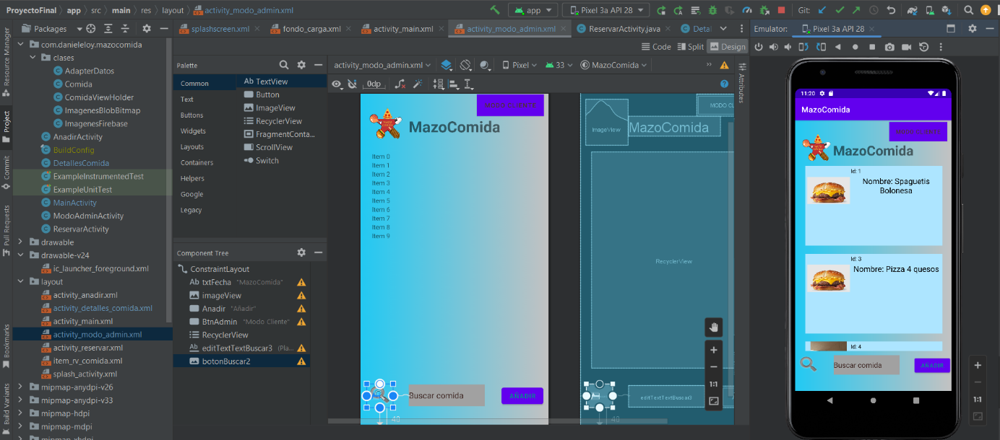 ProyectoFinal > app > src > main > res > layout > activity_modo_admin.xml
app
Pixel 3a API 28
Git:
splashscreen.xml
fondo_carga.xml
activity_main.xml
activity_modo_admin.xml
ReservarActivity.java
Detal
Emulator:
Pixel 3a API 28
Resource Manager
Project
Commit
Pull Requests
Bookmarks
Build Variants
Packages
com.danieleloy.mazocomida
clases
AdapterDatos
Comida
ComidaViewHolder
ImagenesBlobBitmap
ImagenesFirebase
AnadirActivity
BuildConfig
DetallesComida
ExampleInstrumentedTest
ExampleUnitTest
MainActivity
ModoAdminActivity
ReservarActivity
drawable
drawable-v24
ic_launcher_foreground.xml
layout
activity_anadir.xml
activity_detalles_comida.xml
activity_main.xml
activity_modo_admin.xml
activity_reservar.xml
item_rv_comida.xml
splash_activity.xml
mipmap-anydpi-v26
mipmap-anydpi-v33
mipmap-hdpi
mipmap-mdpi
mipmap-xhdpi
Code
Split
Design
Palette
Common
Text
Buttons
Widgets
Layouts
Containers
Helpers
Google
Legacy
Ab TextView
Button
ImageView
RecyclerView
FragmentConta...
ScrollView
Switch
Component Tree
ConstraintLayout
Ab txtFecha "MazoComida"
imageView
Anadir "Añadir"
BtnAdmin "Modo Cliente"
RecyclerView
Ab editTextTextBuscar3 (Pla...
botonBuscar2
activity_modo_admin.xml
Pixel
33
MazoComida
0dp
Attributes
MODO CLIENTE
MazoComida
Item 0
Item 1
Item 2
Item 3
Item 4
Item 5
Item 6
Item 7
Item 8
Item 9
Buscar comida
AÑADIR
40
MODO CL
ImageView
MazoComida
RecyclerView
editTextTextBuscar3
40
1:1
11:20
MazoComida
MODO CLIENTE
MazoComida
Id: 1
Nombre: Spaguetis
Bolonesa
Id: 3
Nombre: Pizza 4 quesos
Id: 4
Buscar comida
AÑADIR
1:1